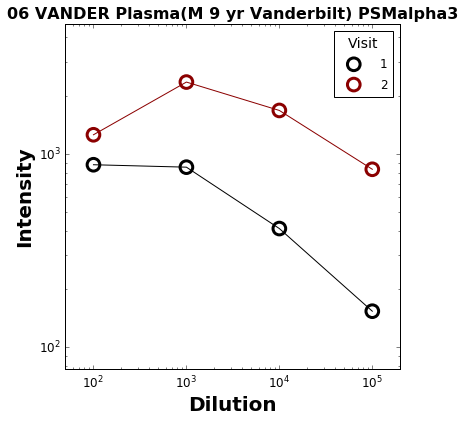 06 VANDER Plasma(M 9 yr Vanderbilt) PSMalpha3
Visit
1
2
10³
10²
Intensity
10² 10³ 10⁴ 10⁵
Dilution